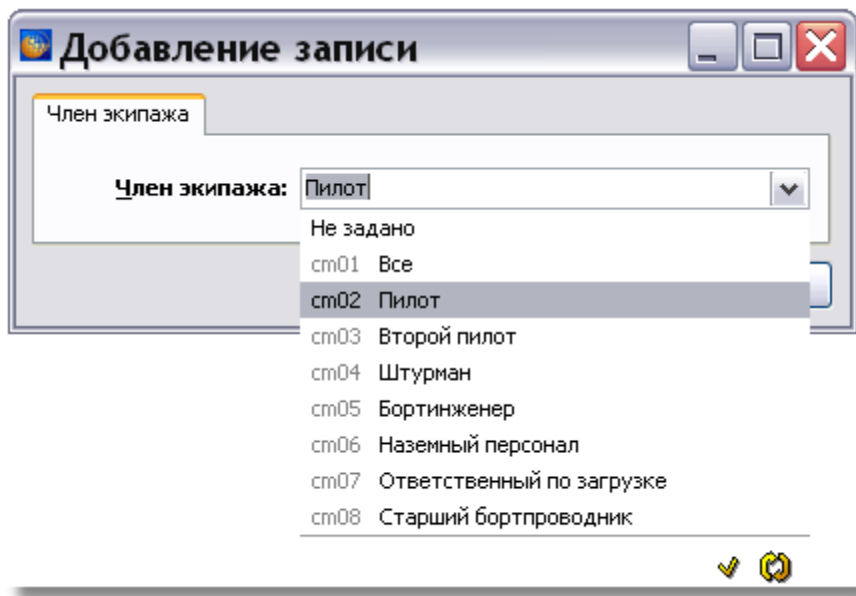 Добавление записи
Член экипажа
Член экипажа: Пилот
Не задано
cm01 Все
cm02 Пилот
cm03 Второй пилот
cm04 Штурман
cm05 Бортинженер
cm06 Наземный персонал
cm07 Ответственный по загрузке
cm08 Старший бортпроводник